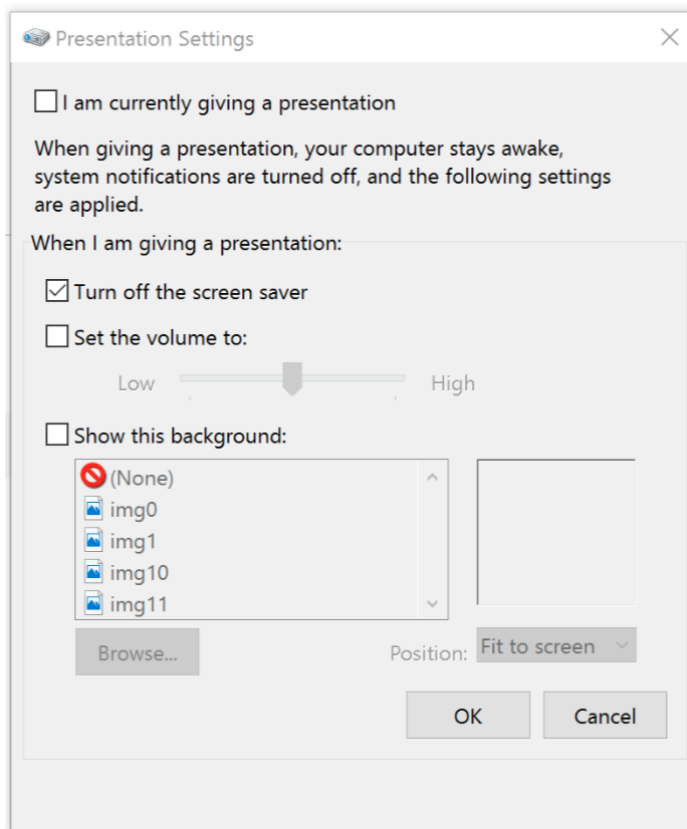 Presentation Settings
I am currently giving a presentation
When giving a presentation, your computer stays awake,
system notifications are turned off, and the following settings
are applied.
When I am giving a presentation:
Turn off the screen saver
Set the volume to:
Low High
Show this background:
(None)
img0
img1
img10
img11
Browse... Position: Fit to screen
OK Cancel